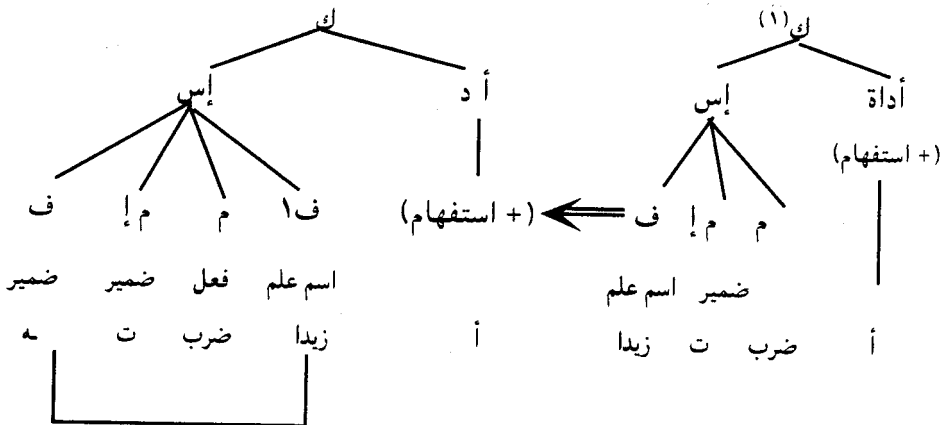 ك(١) ك
أداة إس أ د إس
(+ استفهام)
م م إ ف (+ استفهام) ف١ م م إ ف
ضمير اسم علم اسم علم فعل ضمير ضمير
أ ضرب ت زيدا أ زيدا ضرب ت ـه